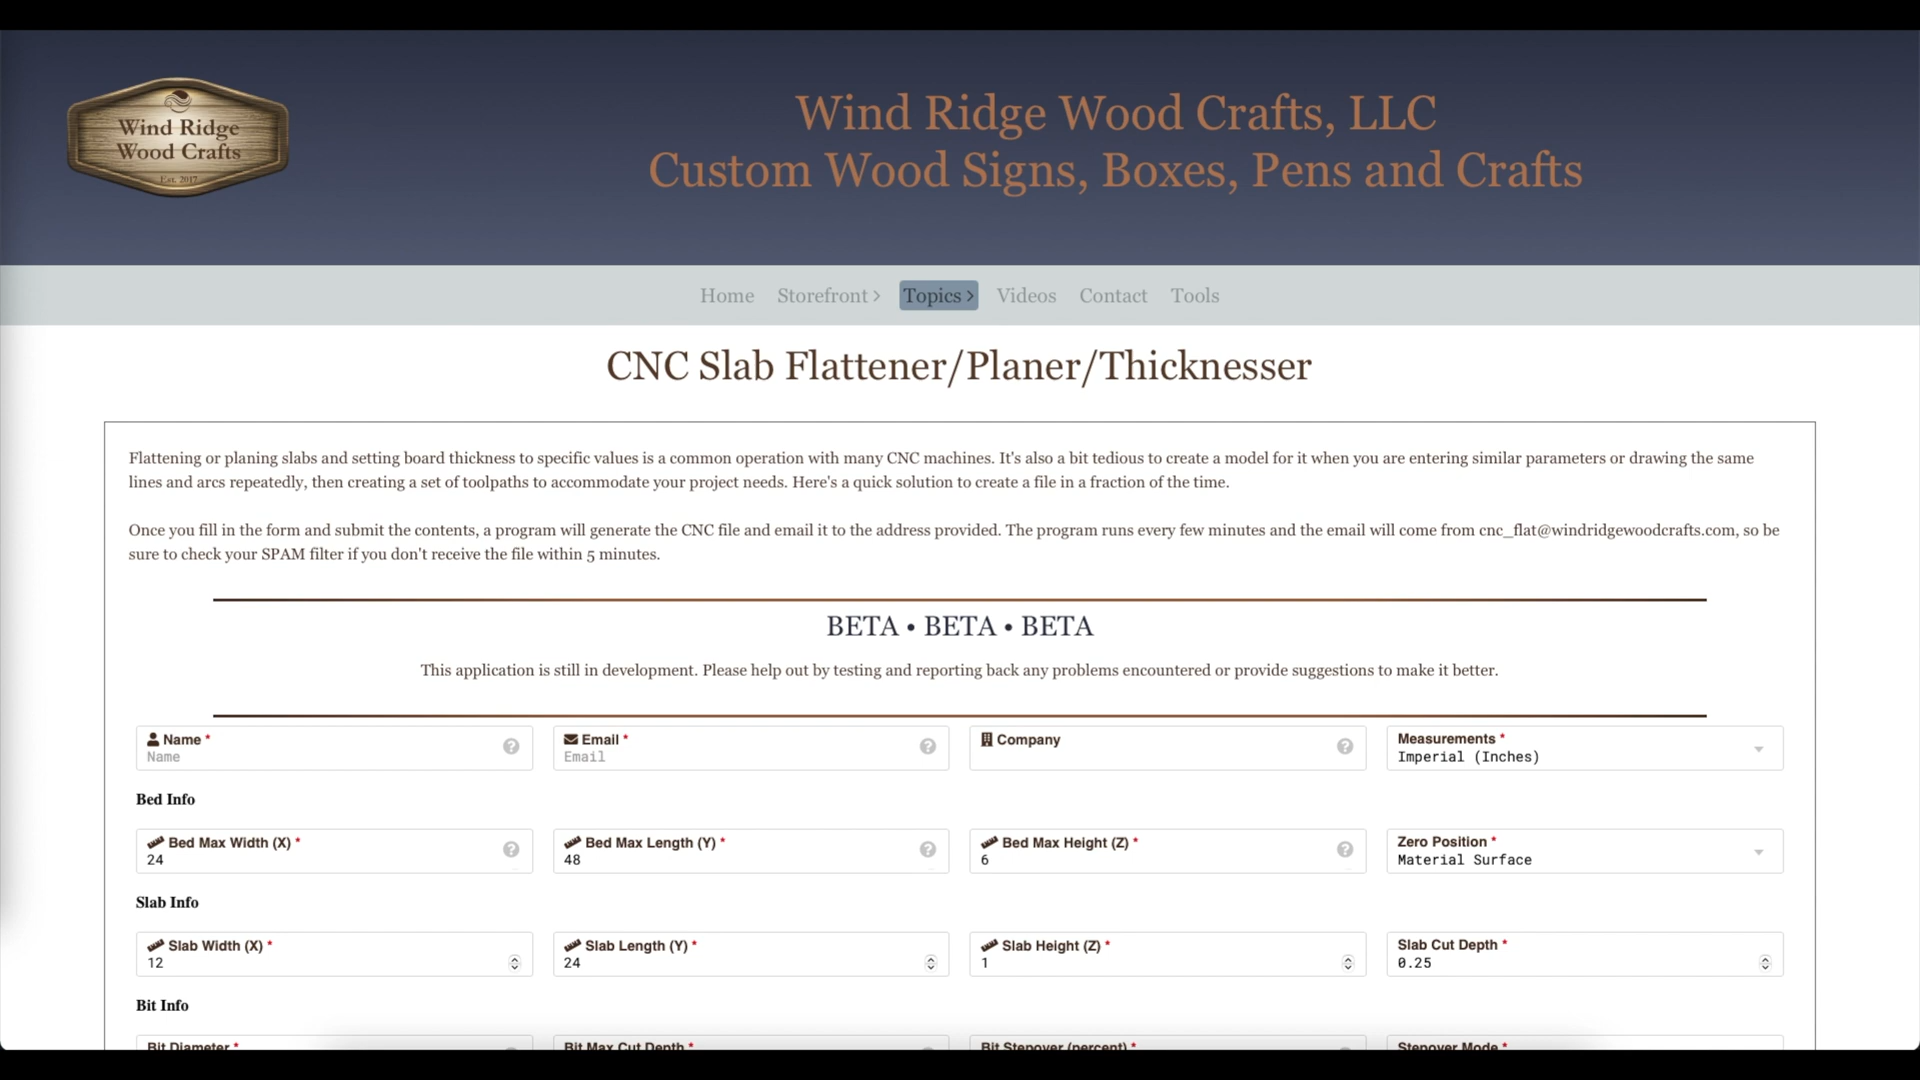 Wind Ridge
Wood Crafts
Est. 2017
Wind Ridge Wood Crafts, LLC
Custom Wood Signs, Boxes, Pens and Crafts
Home Storefront > Topics > Videos Contact Tools
CNC Slab Flattener/Planer/Thicknesser
Flattening or planing slabs and setting board thickness to specific values is a common operation with many CNC machines. It's also a bit tedious to create a model for it when you are entering similar parameters or drawing the same
lines and arcs repeatedly, then creating a set of toolpaths to accommodate your project needs. Here's a quick solution to create a file in a fraction of the time.
Once you fill in the form and submit the contents, a program will generate the CNC file and email it to the address provided. The program runs every few minutes and the email will come from cnc_flat@windridgewoodcrafts.com, so be
sure to check your SPAM filter if you don't receive the file within 5 minutes.
BETA • BETA • BETA
This application is still in development. Please help out by testing and reporting back any problems encountered or provide suggestions to make it better.
Name * Email * Company Measurements *
Name Email Imperial (Inches)
Bed Info
Bed Max Width (X) * Bed Max Length (Y) * Bed Max Height (Z) * Zero Position *
24 48 6 Material Surface
Slab Info
Slab Width (X) * Slab Length (Y) * Slab Height (Z) * Slab Cut Depth *
12 24 1 0.25
Bit Info
Bit Diameter * Bit Max Cut Depth * Bit Stepover (percent) * Stepover Mode *